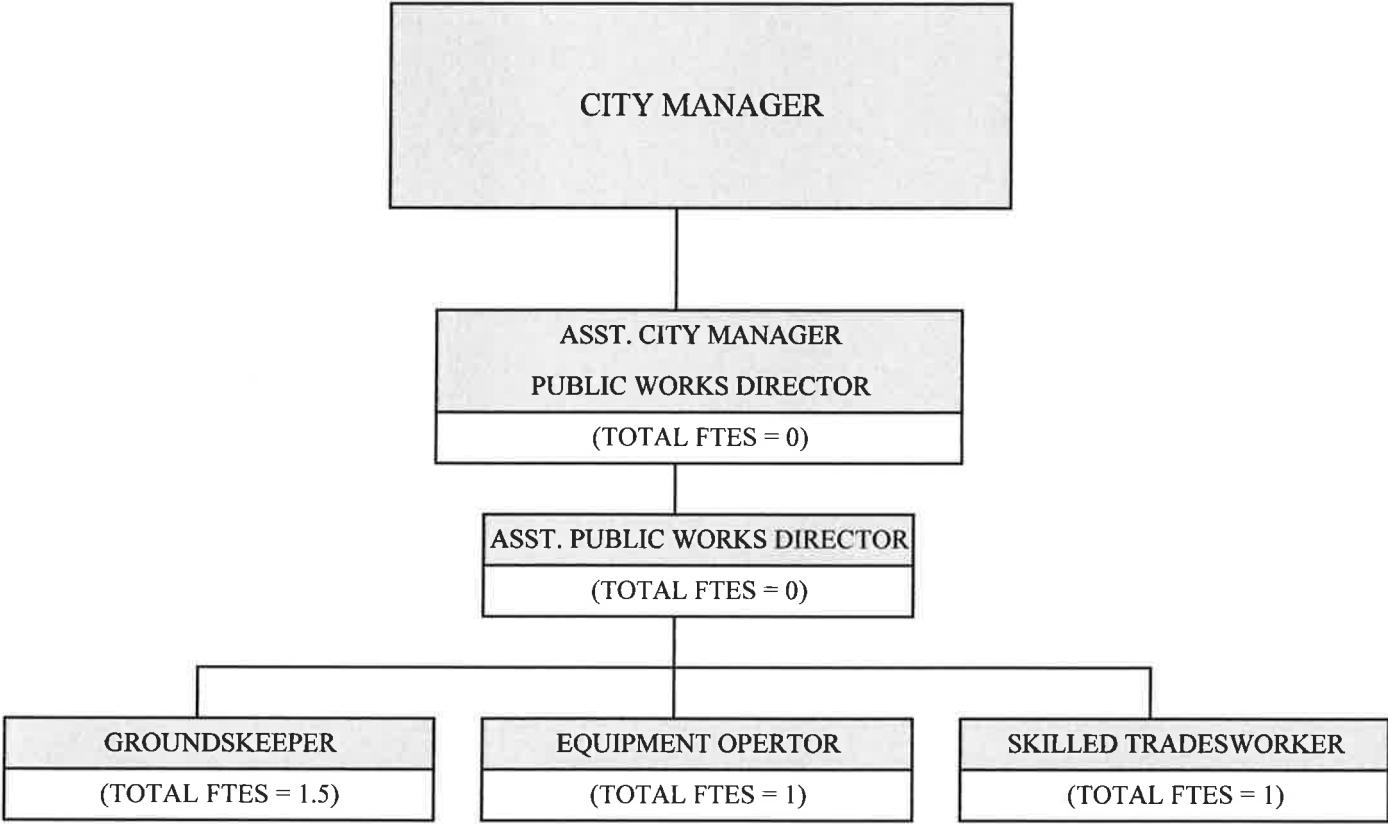 CITY MANAGER
ASST. CITY MANAGER
PUBLIC WORKS DIRECTOR
(TOTAL FTES = 0)
ASST. PUBLIC WORKS DIRECTOR
(TOTAL FTES = 0)
GROUNDSKEEPER
(TOTAL FTES = 1.5)
EQUIPMENT OPERTOR
(TOTAL FTES = 1)
SKILLED TRADESWORKER
(TOTAL FTES = 1)